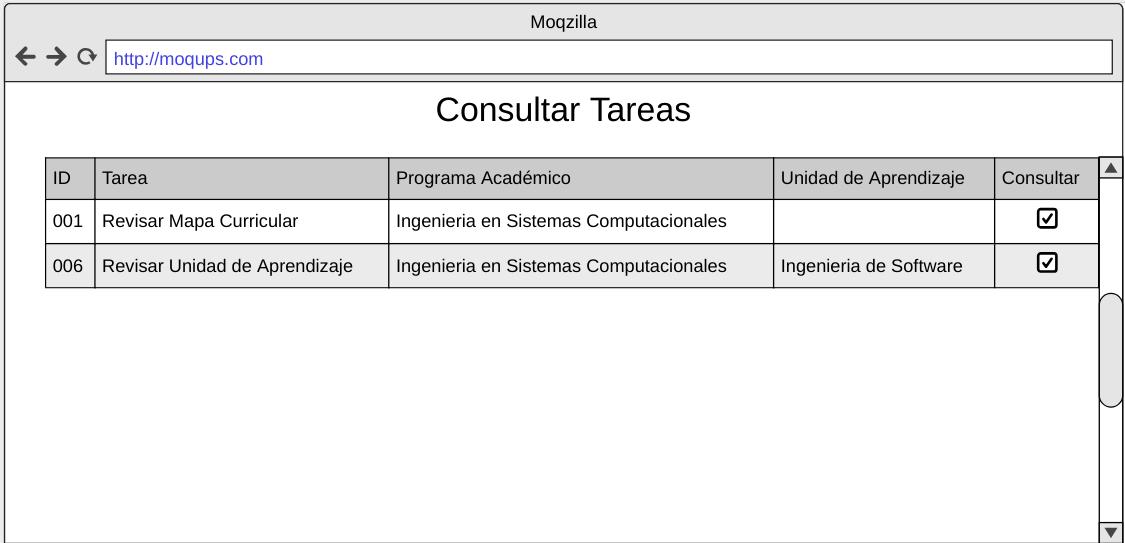 Moqzilla
http://moqups.com
Consultar Tareas
ID Tarea Programa Académico Unidad de Aprendizaje Consultar
001 Revisar Mapa Curricular Ingenieria en Sistemas Computacionales
006 Revisar Unidad de Aprendizaje Ingenieria en Sistemas Computacionales Ingenieria de Software